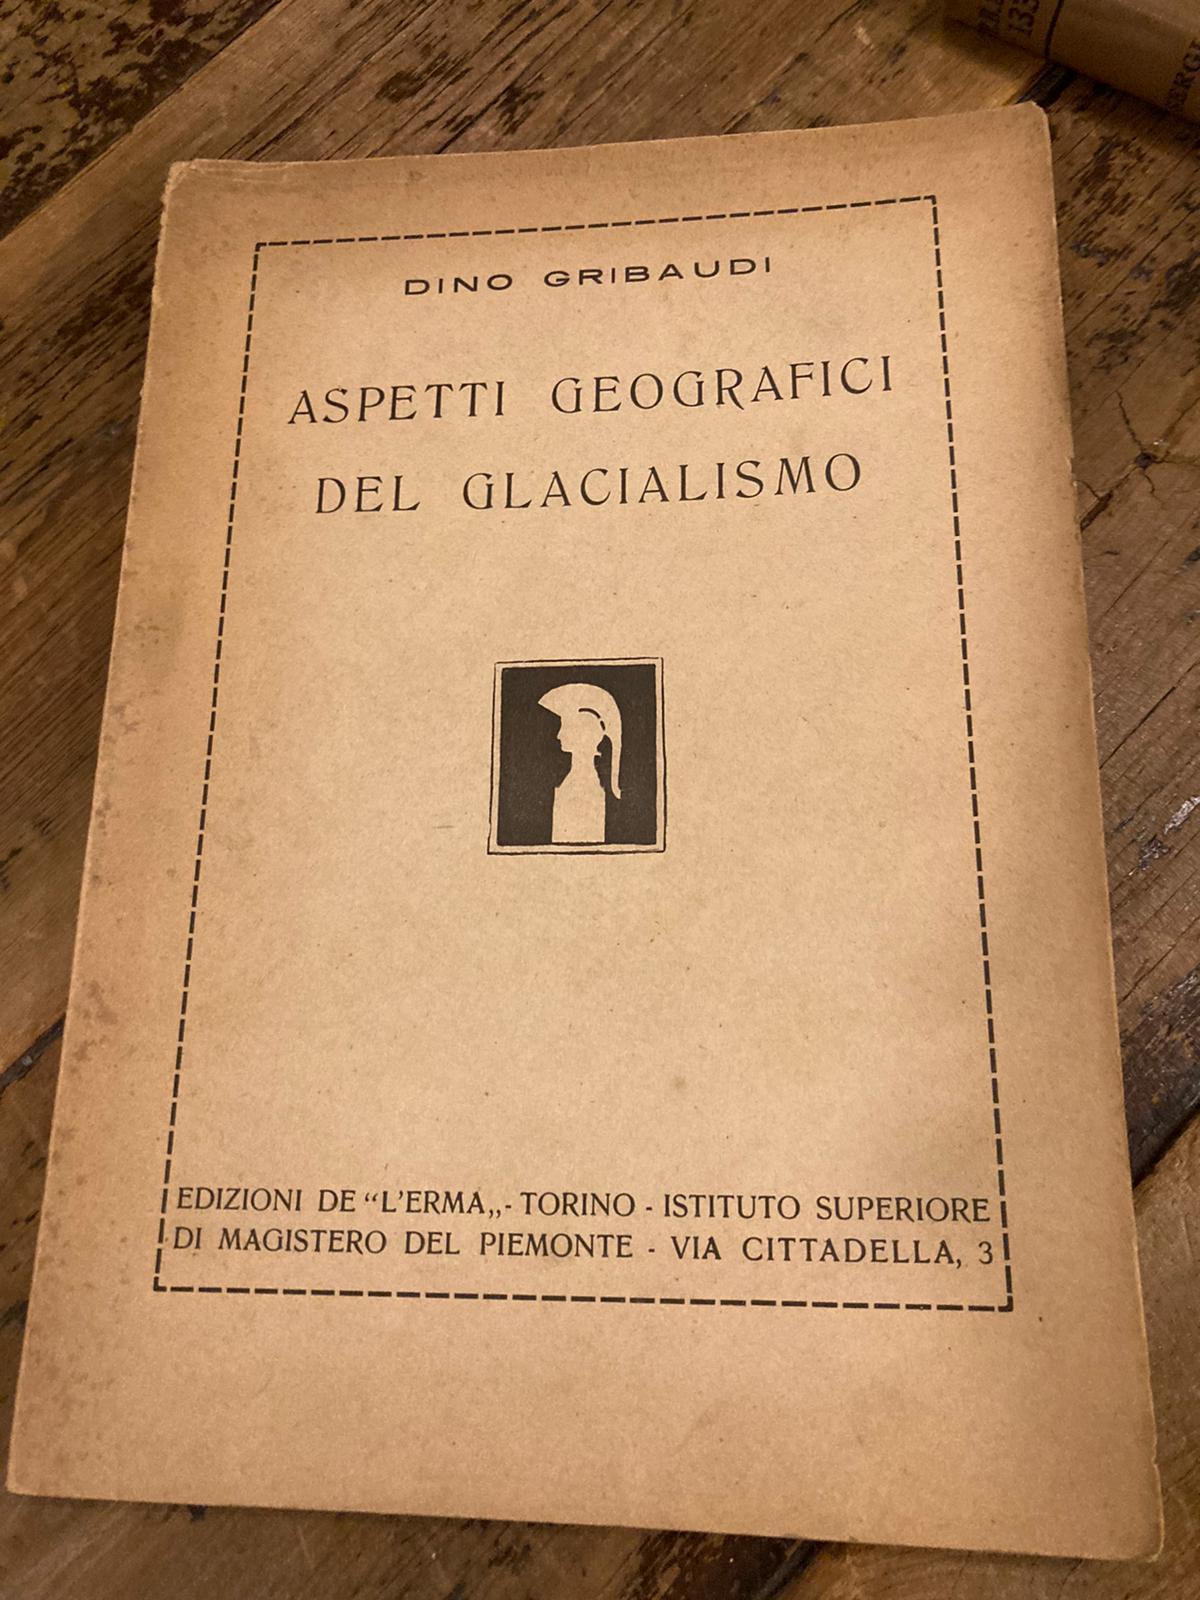 DINO GRIBAUDI
ASPETTI GEOGRAFICI
DEL GLACIALISMO
EDIZIONI DE “L'ERMA„ - TORINO - ISTITUTO SUPERIORE
DI MAGISTERO DEL PIEMONTE - VIA CITTADELLA, 3